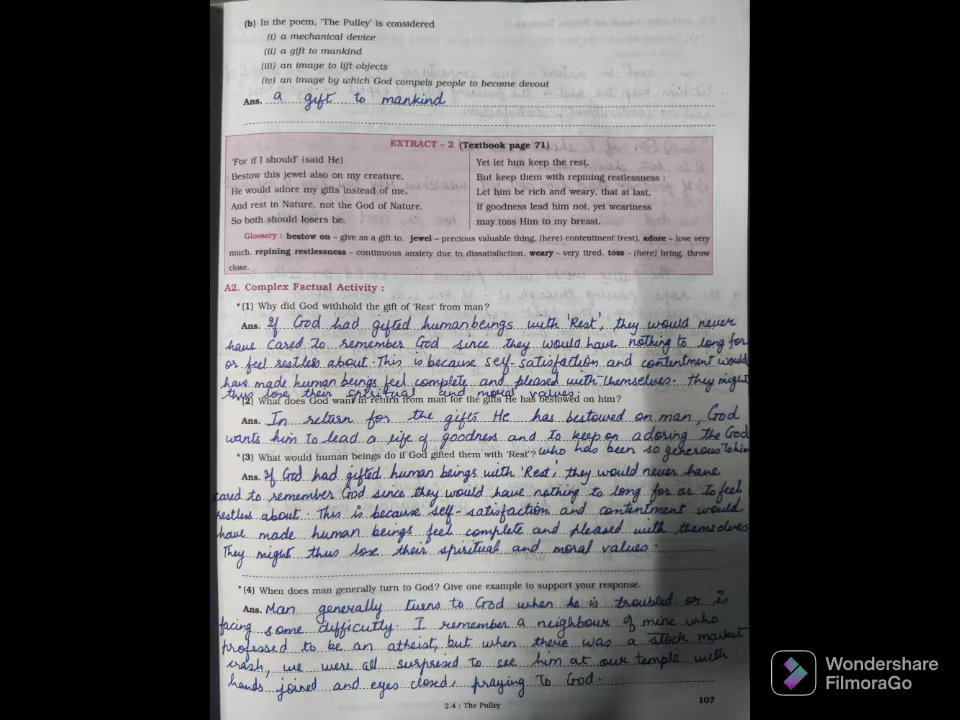 (b) In the poem, 'The Pulley' is considered
(i) a mechanical device
(ii) a gift to mankind
(iii) an image to lift objects
(iv) an image by which God compels people to become devout
Ans. a gift to mankind
EXTRACT – 2 (Textbook page 71)
'For if I should' (said He)
Bestow this jewel also on my creature,
He would adore my gifts instead of me,
And rest in Nature, not the God of Nature.
So both should losers be.
Yet let him keep the rest,
But keep them with repining restlessness :
Let him be rich and weary, that at last,
If goodness lead him not, yet weariness
may toss Him to my breast.
Glossary : bestow on – give as a gift to. jewel – precious valuable thing, (here) contentment (rest). adore – love very
much. repining restlessness – continuous anxiety due to dissatisfaction. weary – very tired. toss – (here) bring, throw
close.
A2. Complex Factual Activity :
*(1) Why did God withhold the gift of 'Rest' from man?
Ans. If God had gifted human beings with 'Rest', they would never
have cared to remember God since they would have nothing to long for
or feel restless about. This is because self-satisfaction and contentment would
have made human beings feel complete and pleased with themselves. They might
thus lose their spiritual and moral values.
*(2) What does God want in return from man for the gifts He has bestowed on him?
Ans. In return for the gifts He has bestowed on man, God
wants him to lead a life of goodness and to keep on adoring the God
who has been so generous to him
*(3) What would human beings do if God gifted them with 'Rest'?
Ans. If God had gifted human beings with 'Rest', they would never have
cared to remember God since they would have nothing to long for or to feel
restless about. This is because self-satisfaction and contentment would
have made human beings feel complete and pleased with themselves
They might thus lose their spiritual and moral values.
*(4) When does man generally turn to God? Give one example to support your response.
Ans. Man generally turns to God when he is troubled or is
facing some difficulty. I remember a neighbour of mine who
professed to be an atheist, but when there was a stock market
crash, we were all surprised to see him at our temple with
hands joined and eyes closed, praying to God.
2.4 : The Pulley
107
Wondershare
FilmoraGo